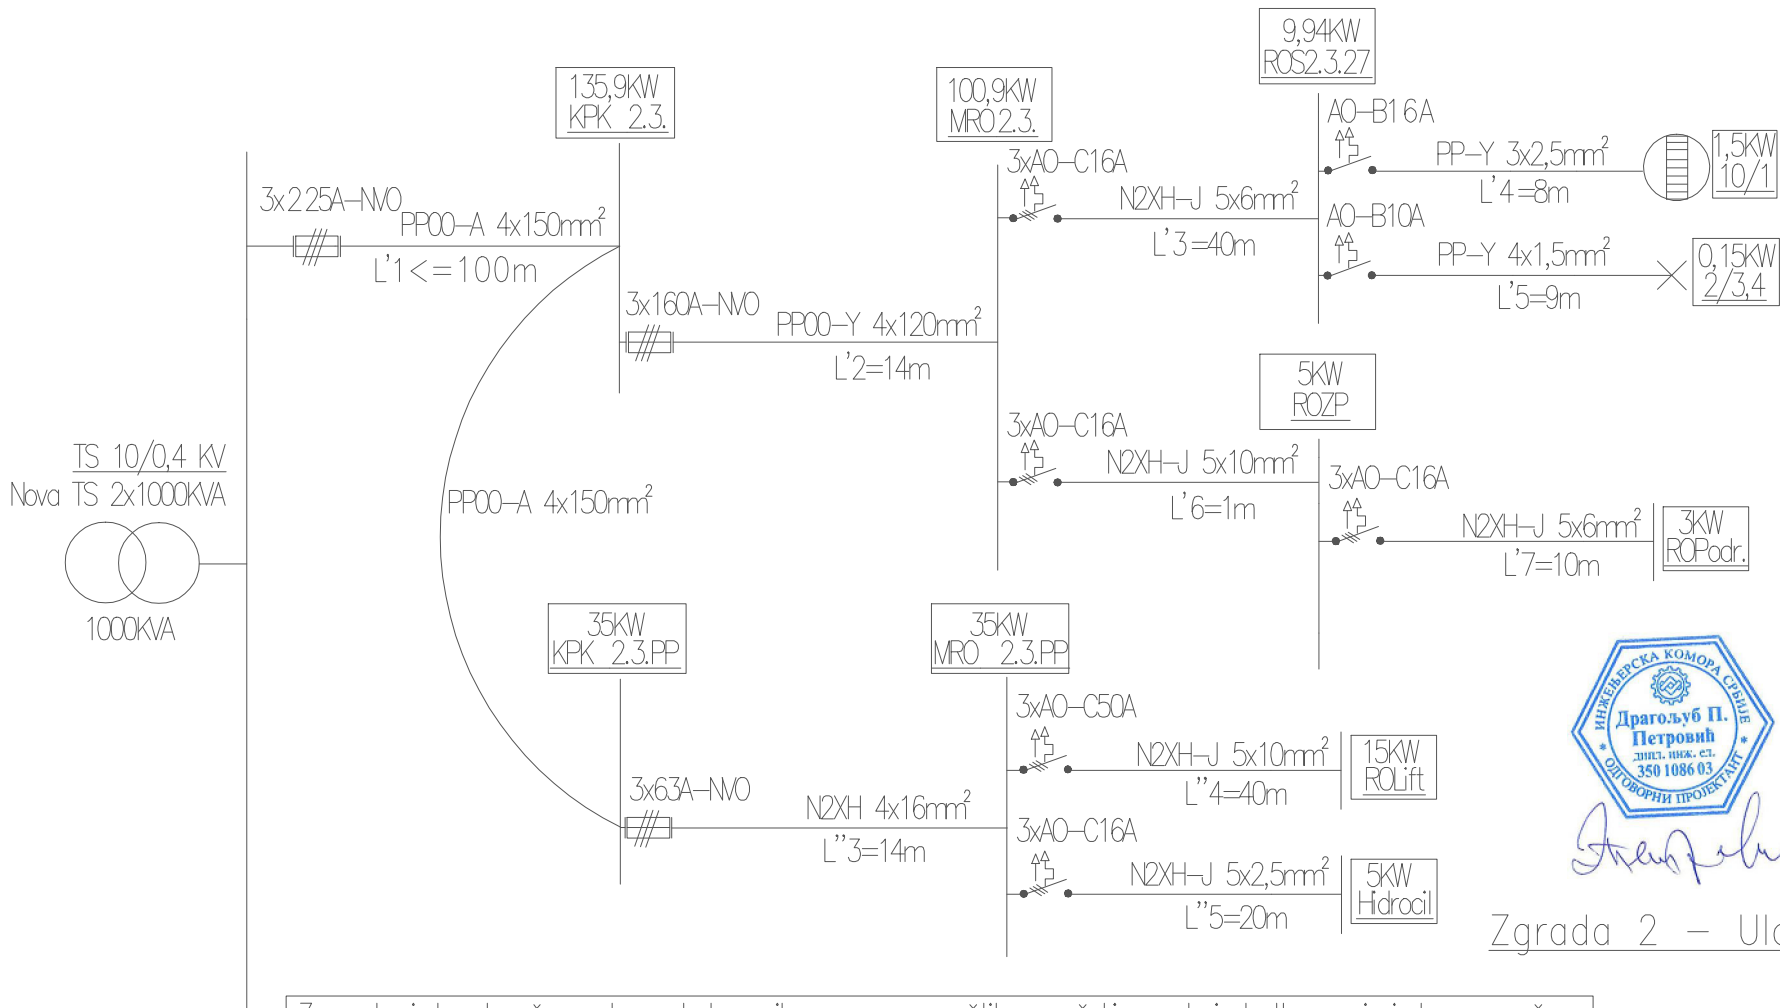 9,94KW
ROS2.3.27
135,9KW
KPK 2.3.
100,9KW
MRO2.3.
AO-B16A
PP-Y 3x2,5mm²
L'4=8m
1,5KW
10/1
3xAO-C16A
N2XH-J 5x6mm²
L'3=40m
3x225A-NVO
PP00-A 4x150mm²
L'1<=100m
AO-B10A
PP-Y 4x1,5mm²
L'5=9m
0,15KW
2/3,4
3x160A-NVO
PP00-Y 4x120mm²
L'2=14m
5KW
ROZP
3xAO-C16A
N2XH-J 5x10mm²
L'6=1m
3xAO-C16A
N2XH-J 5x6mm²
L'7=10m
3KW
ROPodr.
TS 10/0,4 KV
Nova TS 2x1000KVA
1000KVA
PP00-A 4x150mm²
35KW
KPK 2.3.PP
35KW
MRO 2.3.PP
3xAO-C50A
N2XH-J 5x10mm²
L''4=40m
15KW
ROLift
3x63A-NVO
N2XH 4x16mm²
L''3=14m
3xAO-C16A
N2XH-J 5x2,5mm²
L''5=20m
5KW
Hidrocil
ИНЖЕЊЕРСКА КОМОРА СРБИЈЕ
Драгољуб П.
Петровић
дипл. инж. ел.
350 1086 03
ОДГОВОРНИ ПРОЈЕКТАНТ
Zgrada 2 -